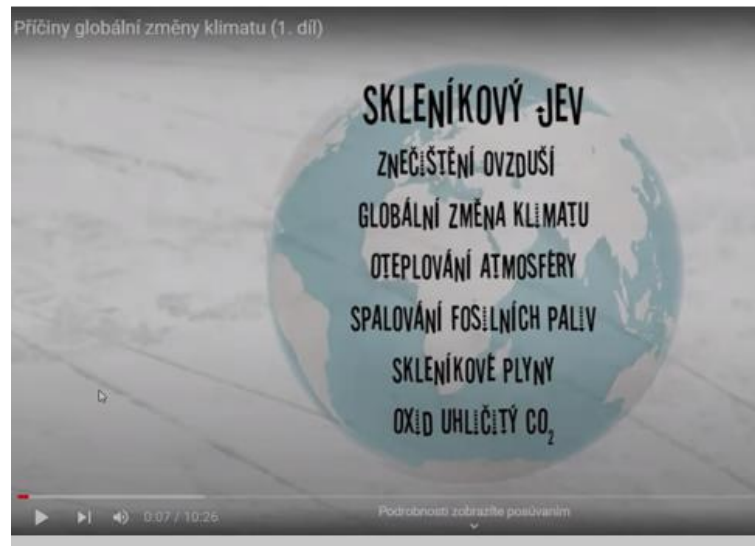 Příčiny globální změny klimatu (1. díl)
SKLENÍKOVÝ JEV
ZNEČIŠTĚNÍ OVZDUŠÍ
GLOBÁLNÍ ZMĚNA KLIMATU
OTEPLOVÁNÍ ATMOSFÉRY
SPALOVÁNÍ FOSILNÍCH PALIV
SKLENÍKOVÉ PLYNY
OXID UHLIČITÝ CO₂
0:07 / 10:26
Podrobnosti zobrazíte posúvaním